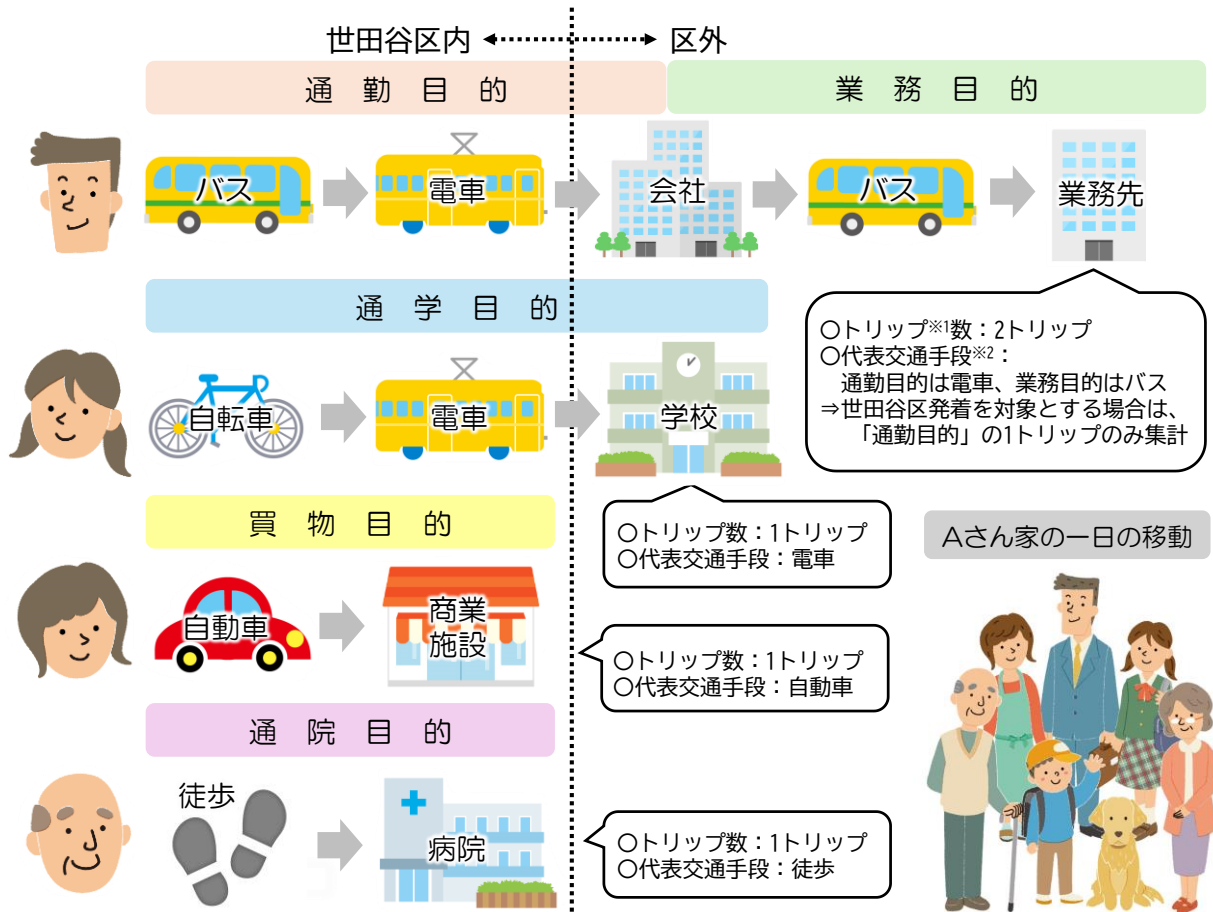 世田谷区内 区外
通勤目的 業務目的
バス 電車 会社 バス 業務先
〇トリップ※1数：2トリップ
〇代表交通手段※2：
通勤目的は電車、業務目的はバス
⇒世田谷区発着を対象とする場合は、
「通勤目的」の1トリップのみ集計
通学目的
自転車 電車 学校
〇トリップ数：1トリップ
〇代表交通手段：電車
買物目的
自動車 商業
施設
〇トリップ数：1トリップ
〇代表交通手段：自動車
通院目的
徒歩
病院
〇トリップ数：1トリップ
〇代表交通手段：徒歩
Aさん家の一日の移動